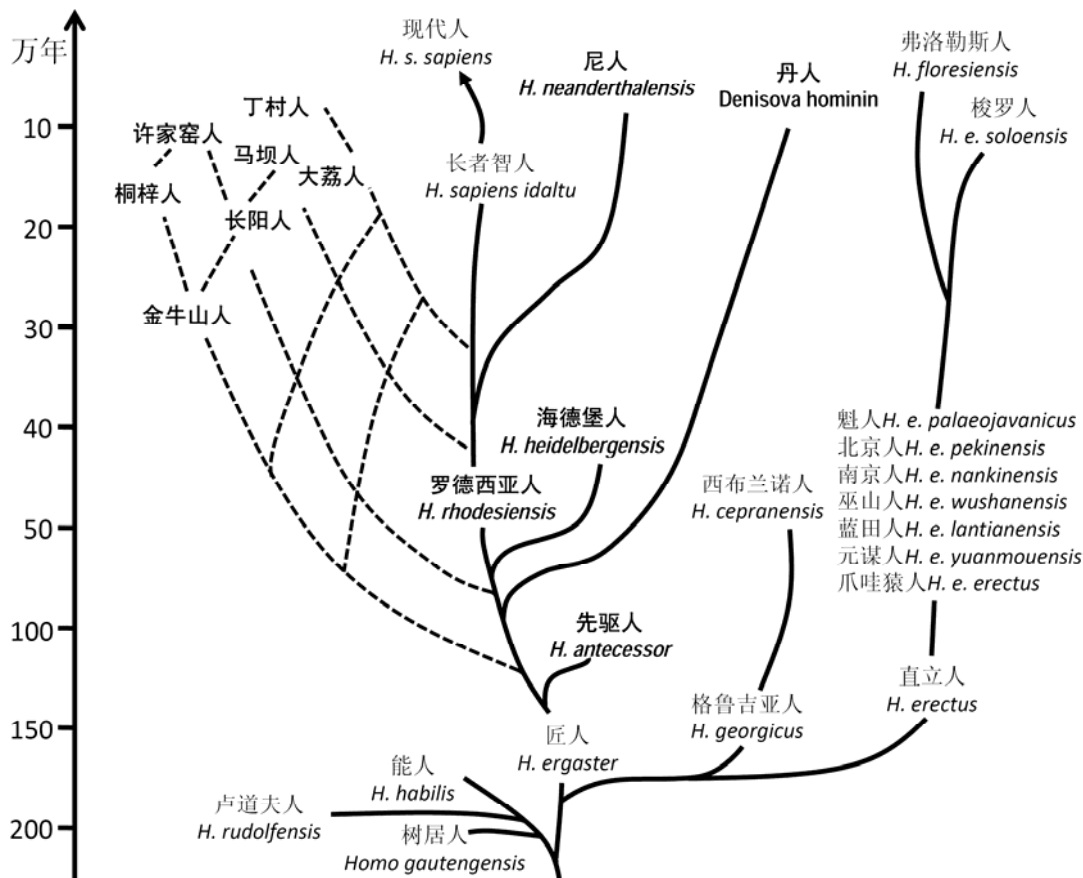 万年
现代人
H. s. sapiens
尼人
H. neanderthalensis
丹人
Denisova hominin
弗洛勒斯人
H. floresiensis
梭罗人
H. e. soloensis
丁村人
许家窑人
马坝人
大荔人
桐梓人
长阳人
金牛山人
长者智人
H. sapiens idaltu
10
20
30
40
50
100
150
200
海德堡人
H. heidelbergensis
罗德西亚人
H. rhodesiensis
西布兰诺人
H. cepranensis
魁人H. e. palaeojavanicus
北京人H. e. pekinensis
南京人H. e. nankinensis
巫山人H. e. wushanensis
蓝田人H. e. lantianensis
元谋人H. e. yuanmouensis
爪哇猿人H. e. erectus
先驱人
H. antecessor
直立人
H. erectus
格鲁吉亚人
H. georgicus
匠人
H. ergaster
能人
H. habilis
卢道夫人
H. rudolfensis
树居人
Homo gautengensis